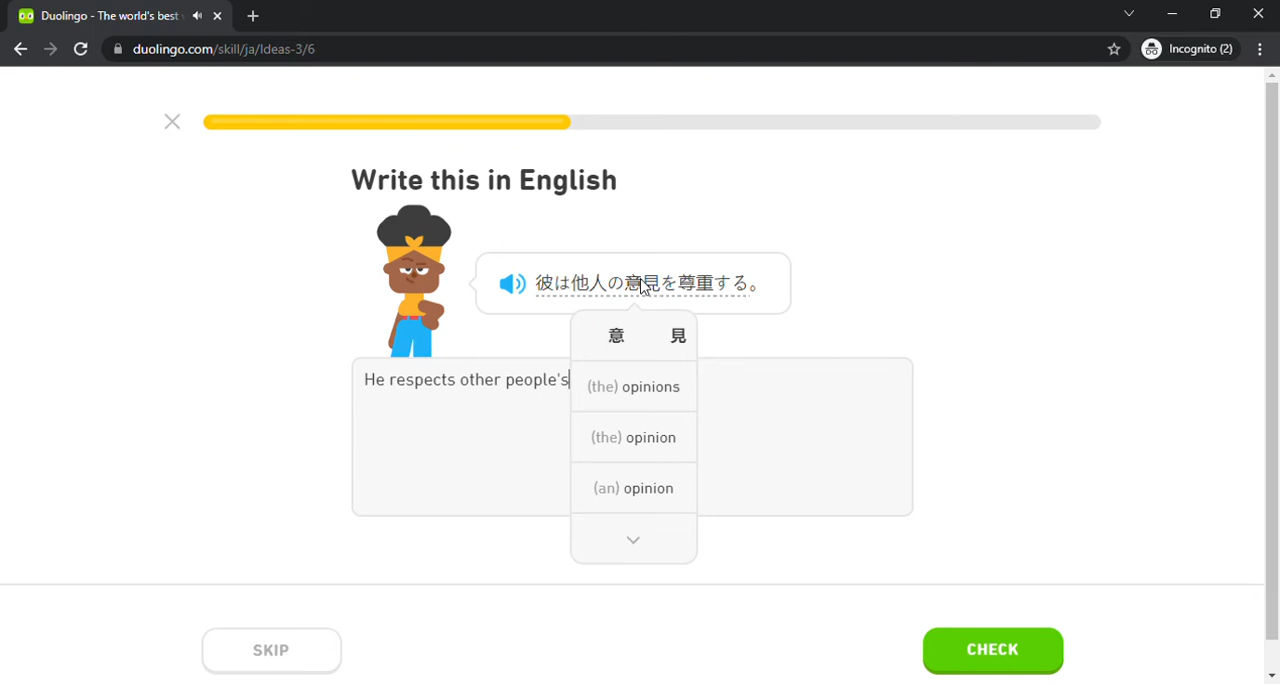 Duolingo - The world's best
duolingo.com/skill/ja/Ideas-3/6
Incognito (2)
Write this in English
彼は他人の意見を尊重する。
意見
He respects other people's
(the) opinions
(the) opinion
(an) opinion
SKIP
CHECK